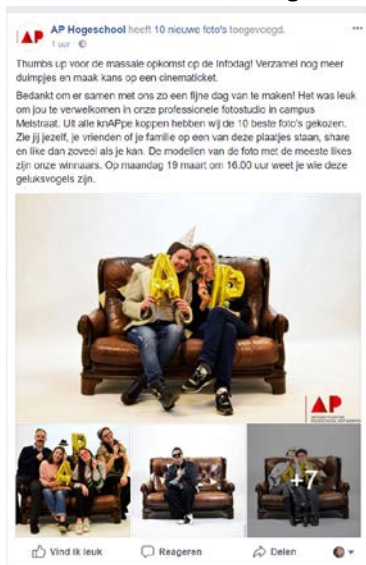 AP Hogeschool heeft 10 nieuwe foto's toegevoegd.
AP
1 uur
Thumbs up voor de massale opkomst op de Infodag! Verzamel nog meer
duimpjes en maak kans op een cinematicket.
Bedankt om er samen met ons zo een fijne dag van te maken! Het was leuk
om jou te verwelkomen in onze professionele fotostudio in campus
Melstraat. Uit alle knAPpe koppen hebben wij de 10 beste foto's gekozen.
Zie jij jezelf, je vrienden of je familie op een van deze plaatjes staan, share
en like dan zoveel als je kan. De modellen van de foto met de meeste likes
zijn onze winnaars. Op maandag 19 maart om 16.00 uur weet je wie deze
geluksvogels zijn.
A P
AP
A P
+7
Vind ik leuk Reageren Delen